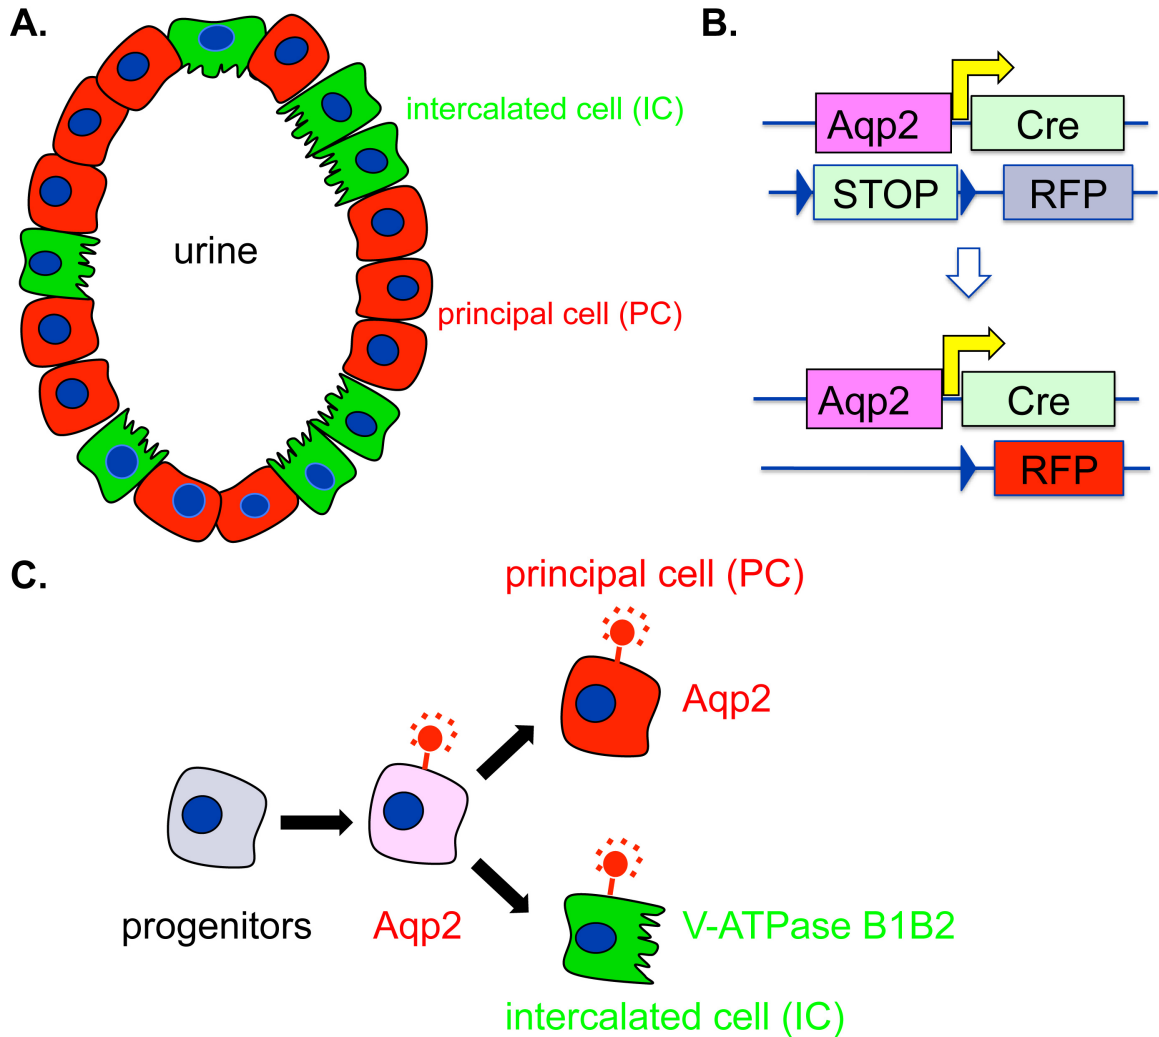 A.
intercalated cell (IC)
urine
principal cell (PC)
B.
Aqp2
Cre
STOP
RFP
Aqp2
Cre
RFP
C.
principal cell (PC)
Aqp2
progenitors
Aqp2
V-ATPase B1B2
intercalated cell (IC)